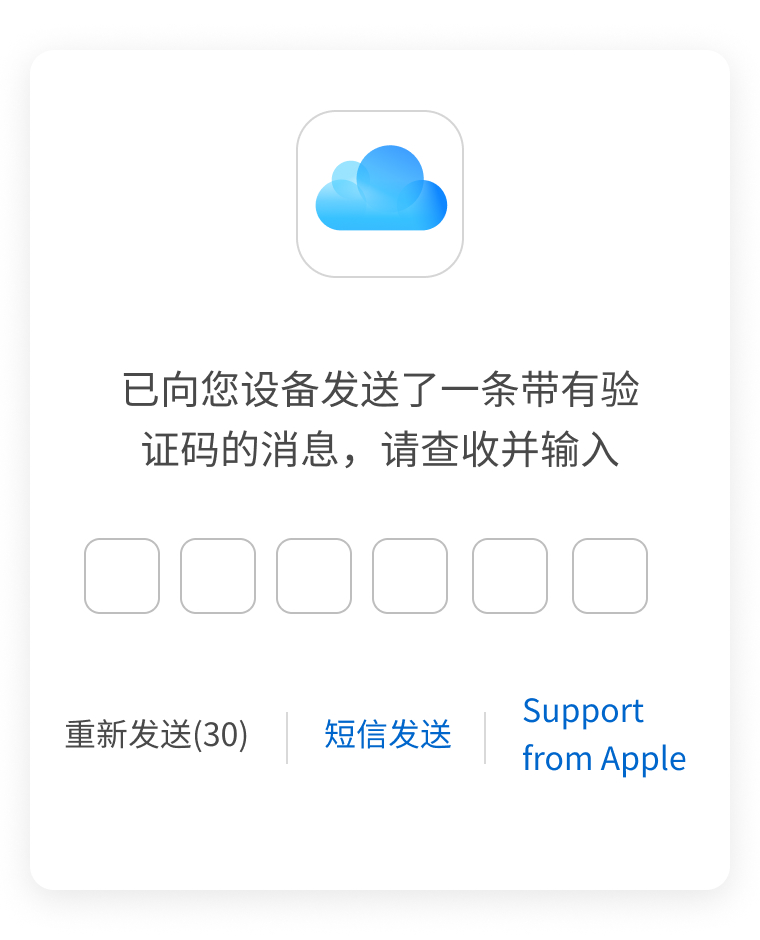 已向您设备发送了一条带有验
证码的消息，请查收并输入
重新发送(30)
短信发送
Support
from Apple